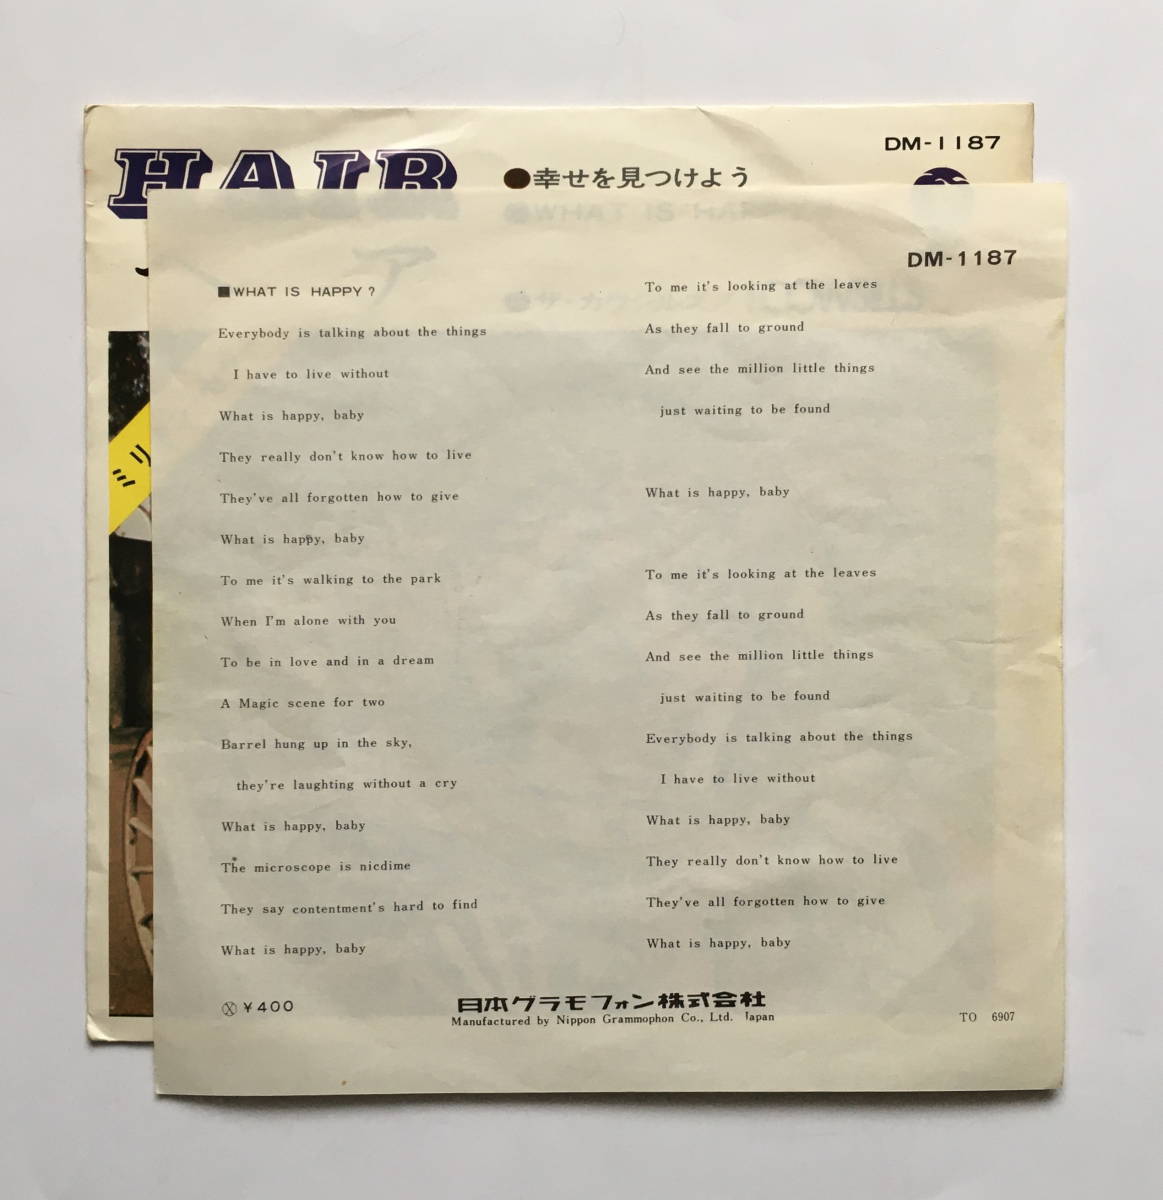 HAIR
●幸せを見つけよう
DM-1187
ミリ
DM-1187
■WHAT IS HAPPY?
Everybody is talking about the things
I have to live without
What is happy, baby
They really don't know how to live
They've all forgotten how to give
What is happy, baby
To me it's walking to the park
When I'm alone with you
To be in love and in a dream
A Magic scene for two
Barrel hung up in the sky,
they're laughting without a cry
What is happy, baby
The microscope is nicdime
They say contentment's hard to find
What is happy, baby
To me it's looking at the leaves
As they fall to ground
And see the million little things
just waiting to be found
What is happy, baby
To me it's looking at the leaves
As they fall to ground
And see the million little things
just waiting to be found
Everybody is talking about the things
I have to live without
What is happy, baby
They really don't know how to live
They've all forgotten how to give
What is happy, baby
Ⓧ ¥400
日本グラモフォン株式会社
Manufactured by Nippon Grammophon Co., Ltd. Japan
TO 6907